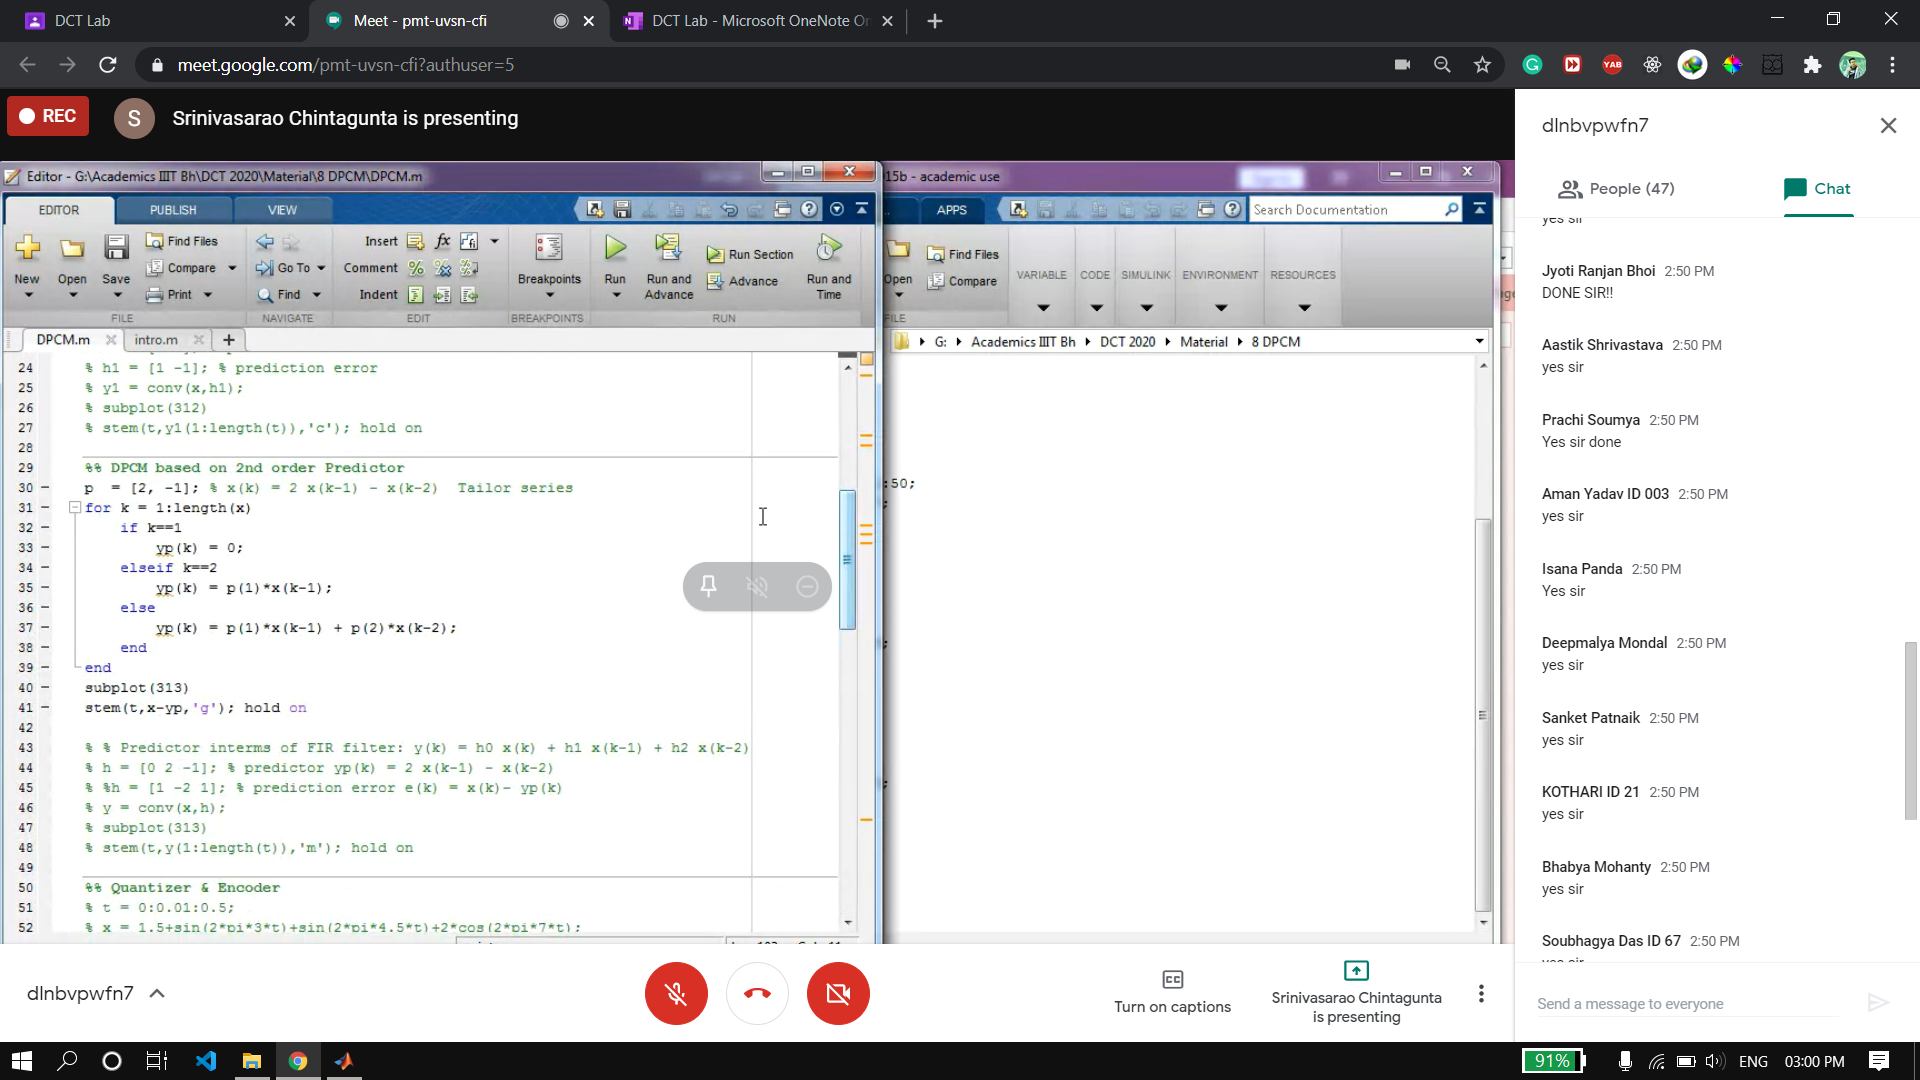 DCT Lab
Meet - pmt-uvsn-cfi
DCT Lab - Microsoft OneNote On
meet.google.com/pmt-uvsn-cfi?authuser=5
YAB
REC
S
Srinivasarao Chintagunta is presenting
Editor - G:\Academics IIIT Bh\DCT 2020\Material\8 DPCM\DPCM.m
EDITOR
PUBLISH
VIEW
New
Open
Save
Find Files
Compare
Print
FILE
Go To
Find
NAVIGATE
Insert
fx
Comment
Indent
EDIT
Breakpoints
BREAKPOINTS
Run
Run and
Advance
Run Section
Advance
Run and
Time
RUN
DPCM.m
intro.m
24 % h1 = [1 -1]; % prediction error
25 % y1 = conv(x,h1);
26 % subplot(312)
27 % stem(t,y1(1:length(t)),'c'); hold on
28
29 %% DPCM based on 2nd order Predictor
30 – p  = [2, -1]; % x(k) = 2 x(k-1) - x(k-2)  Tailor series
31 – for k = 1:length(x)
32 – if k==1
33 – yp(k) = 0;
34 – elseif k==2
35 – yp(k) = p(1)*x(k-1);
36 – else
37 – yp(k) = p(1)*x(k-1) + p(2)*x(k-2);
38 – end
39 – end
40 – subplot(313)
41 – stem(t,x-yp,'g'); hold on
42
43 % % Predictor interms of FIR filter: y(k) = h0 x(k) + h1 x(k-1) + h2 x(k-2)
44 % h = [0 2 -1]; % predictor yp(k) = 2 x(k-1) - x(k-2)
45 % %h = [1 -2 1]; % prediction error e(k) = x(k)- yp(k)
46 % y = conv(x,h);
47 % subplot(313)
48 % stem(t,y(1:length(t)),'m'); hold on
49
50 %% Quantizer & Encoder
51 % t = 0:0.01:0.5;
52 % x = 1.5+sin(2*pi*3*t)+sin(2*pi*4.5*t)+2*cos(2*pi*7*t);
15b - academic use
APPS
Search Documentation
Open
Find Files
Compare
FILE
VARIABLE
CODE
SIMULINK
ENVIRONMENT
RESOURCES
G: Academics IIIT Bh DCT 2020 Material 8 DPCM
:50;
;
;
;
dlnbvpwfn7
People (47)
Chat
yes sir
Jyoti Ranjan Bhoi 2:50 PM
DONE SIR!!
Aastik Shrivastava 2:50 PM
yes sir
Prachi Soumya 2:50 PM
Yes sir done
Aman Yadav ID 003 2:50 PM
yes sir
Isana Panda 2:50 PM
Yes sir
Deepmalya Mondal 2:50 PM
yes sir
Sanket Patnaik 2:50 PM
yes sir
KOTHARI ID 21 2:50 PM
yes sir
Bhabya Mohanty 2:50 PM
yes sir
Soubhagya Das ID 67 2:50 PM
yes sir
Send a message to everyone
dlnbvpwfn7
Turn on captions
Srinivasarao Chintagunta
is presenting
91%
ENG
03:00 PM